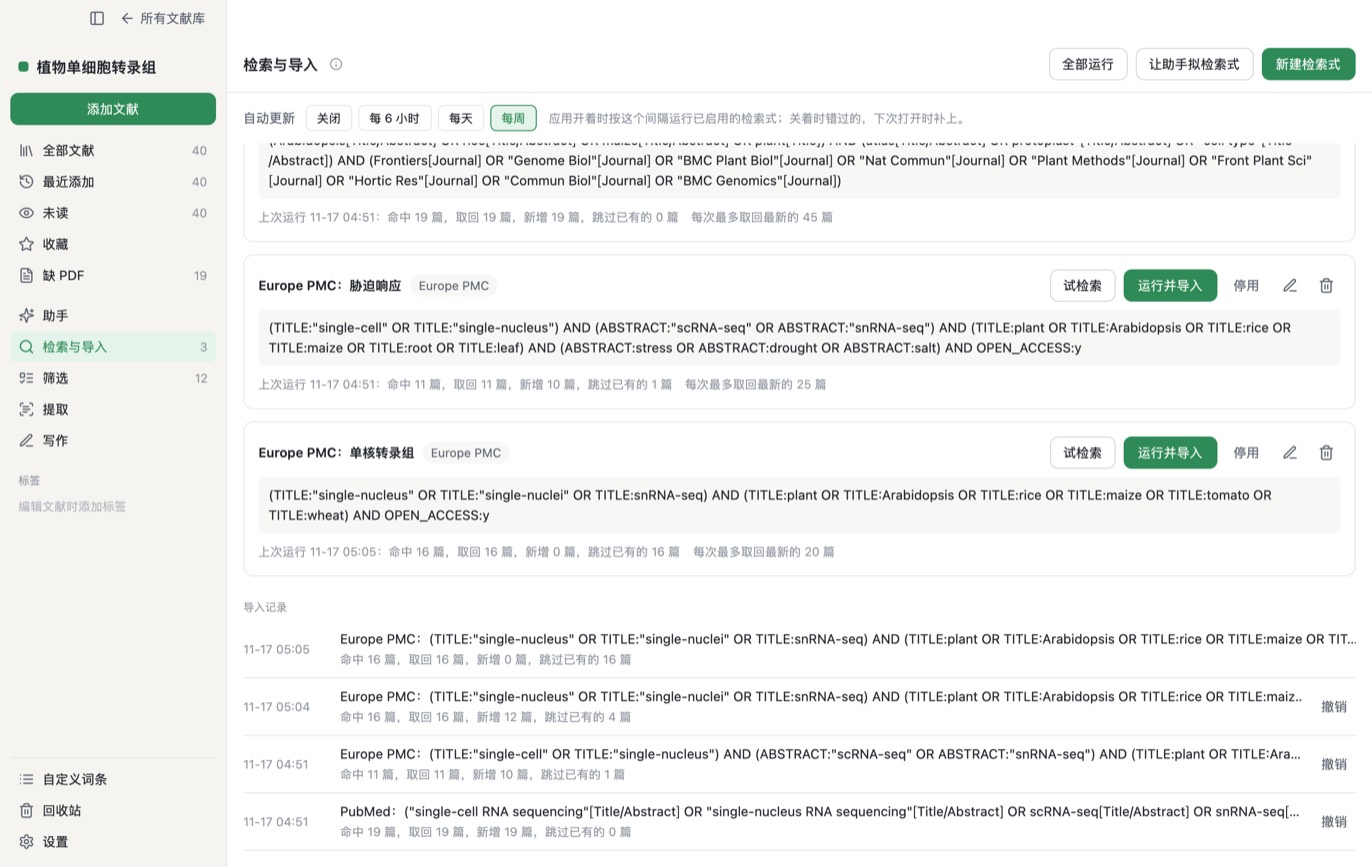 所有文献库
植物单细胞转录组
添加文献
全部文献 40
最近添加 40
未读 40
收藏
缺 PDF 19
助手
检索与导入 3
筛选 12
提取
写作
标签
编辑文献时添加标签
自定义词条
回收站
设置
检索与导入
全部运行 让助手拟检索式 新建检索式
自动更新 关闭 每 6 小时 每天 每周 应用开着时按这个间隔运行已启用的检索式；关着时错过的，下次打开时补上。
/Abstract]) AND (Frontiers[Journal] OR "Genome Biol"[Journal] OR "BMC Plant Biol"[Journal] OR "Nat Commun"[Journal] OR "Plant Methods"[Journal] OR "Front Plant Sci"
[Journal] OR "Hortic Res"[Journal] OR "Commun Biol"[Journal] OR "BMC Genomics"[Journal])
上次运行 11-17 04:51：命中 19 篇，取回 19 篇，新增 19 篇，跳过已有的 0 篇 每次最多取回最新的 45 篇
Europe PMC：胁迫响应 Europe PMC 试检索 运行并导入 停用
(TITLE:"single-cell" OR TITLE:"single-nucleus") AND (ABSTRACT:"scRNA-seq" OR ABSTRACT:"snRNA-seq") AND (TITLE:plant OR TITLE:Arabidopsis OR TITLE:rice OR
TITLE:maize OR TITLE:root OR TITLE:leaf) AND (ABSTRACT:stress OR ABSTRACT:drought OR ABSTRACT:salt) AND OPEN_ACCESS:y
上次运行 11-17 04:51：命中 11 篇，取回 11 篇，新增 10 篇，跳过已有的 1 篇 每次最多取回最新的 25 篇
Europe PMC：单核转录组 Europe PMC 试检索 运行并导入 停用
(TITLE:"single-nucleus" OR TITLE:"single-nuclei" OR TITLE:snRNA-seq) AND (TITLE:plant OR TITLE:Arabidopsis OR TITLE:rice OR TITLE:maize OR TITLE:tomato OR
TITLE:wheat) AND OPEN_ACCESS:y
上次运行 11-17 05:05：命中 16 篇，取回 16 篇，新增 0 篇，跳过已有的 16 篇 每次最多取回最新的 20 篇
导入记录
11-17 05:05 Europe PMC：(TITLE:"single-nucleus" OR TITLE:"single-nuclei" OR TITLE:snRNA-seq) AND (TITLE:plant OR TITLE:Arabidopsis OR TITLE:rice OR TITLE:maize OR TIT...
命中 16 篇，取回 16 篇，新增 0 篇，跳过已有的 16 篇
11-17 05:04 Europe PMC：(TITLE:"single-nucleus" OR TITLE:"single-nuclei" OR TITLE:snRNA-seq) AND (TITLE:plant OR TITLE:Arabidopsis OR TITLE:rice OR TITLE:maiz... 撤销
命中 16 篇，取回 16 篇，新增 12 篇，跳过已有的 4 篇
11-17 04:51 Europe PMC：(TITLE:"single-cell" OR TITLE:"single-nucleus") AND (ABSTRACT:"scRNA-seq" OR ABSTRACT:"snRNA-seq") AND (TITLE:plant OR TITLE:Ara... 撤销
命中 11 篇，取回 11 篇，新增 10 篇，跳过已有的 1 篇
11-17 04:51 PubMed：("single-cell RNA sequencing"[Title/Abstract] OR "single-nucleus RNA sequencing"[Title/Abstract] OR scRNA-seq[Title/Abstract] OR snRNA-seq[... 撤销
命中 19 篇，取回 19 篇，新增 19 篇，跳过已有的 0 篇